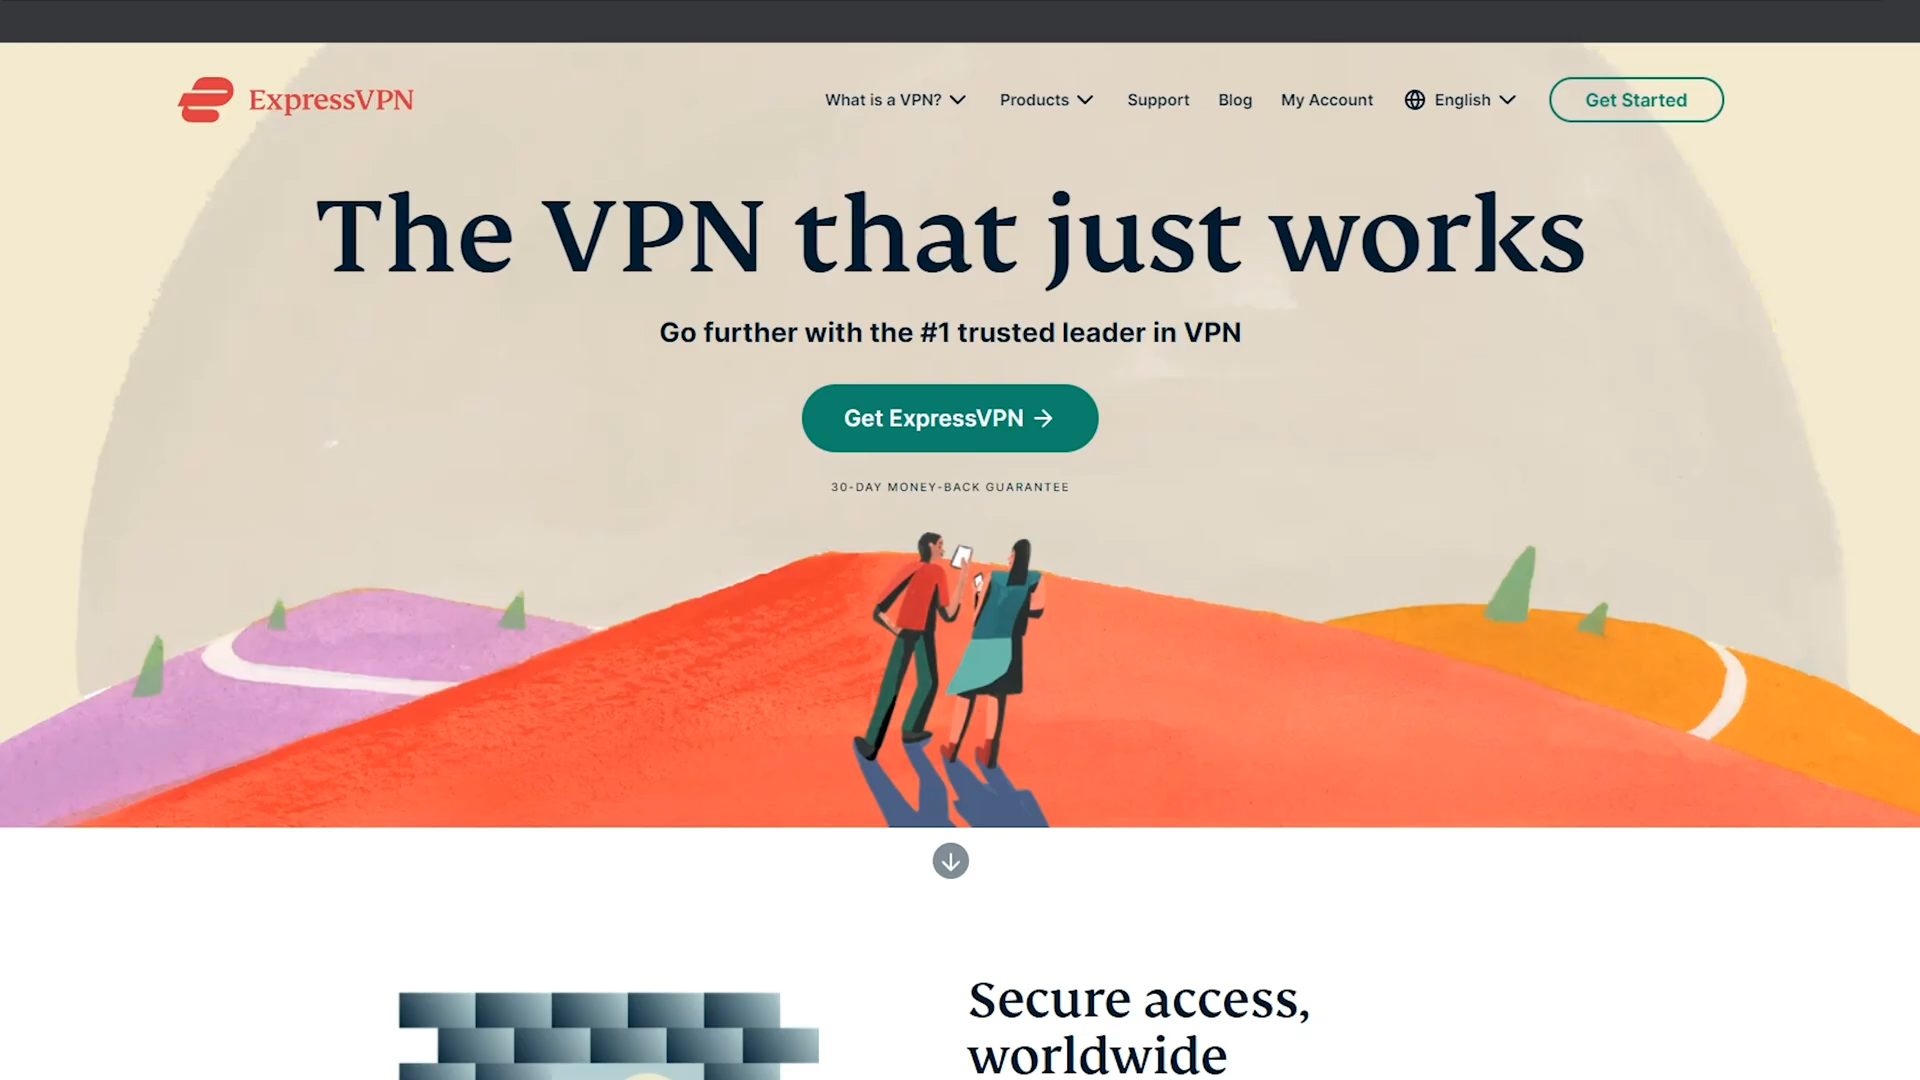 ExpressVPN
What is a VPN? Products Support Blog My Account English Get Started
The VPN that just works
Go further with the #1 trusted leader in VPN
Get ExpressVPN →
30-DAY MONEY-BACK GUARANTEE
Secure access,
worldwide